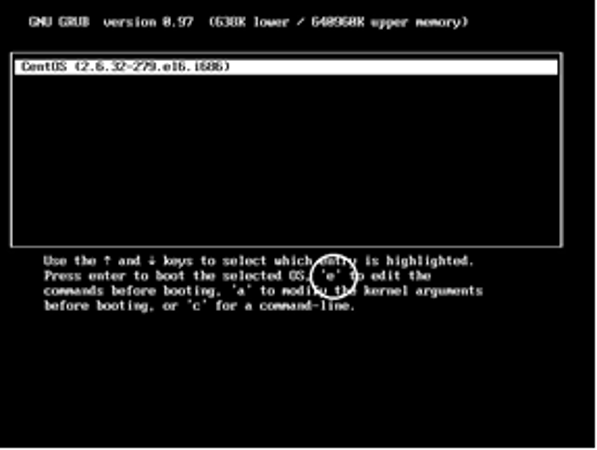 GNU GRUB version 0.97 (638K lower / 640960K upper memory)
CentOS (2.6.32-279.el6.i686)
Use the ↑ and ↓ keys to select which entry is highlighted.
Press enter to boot the selected OS, 'e' to edit the
commands before booting, 'a' to modify the kernel arguments
before booting, or 'c' for a command-line.